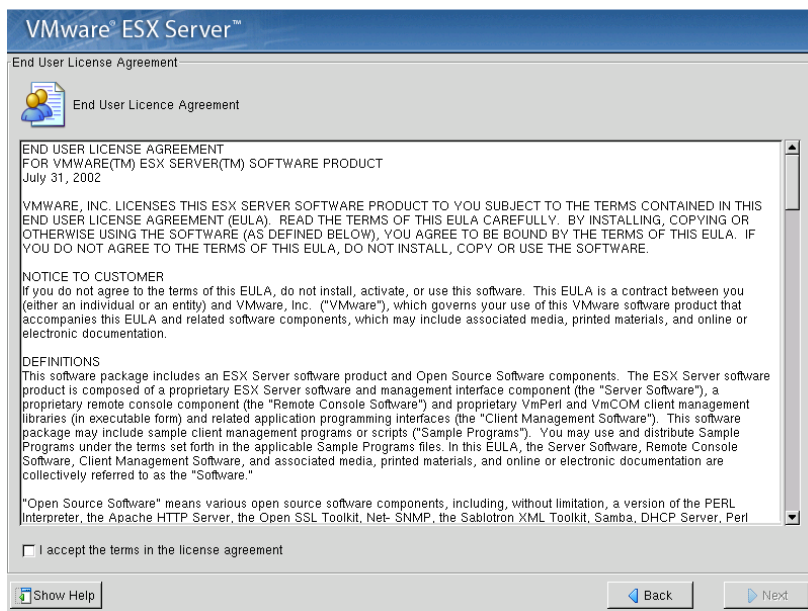 VMware® ESX Server™
End User License Agreement
End User Licence Agreement
END USER LICENSE AGREEMENT
FOR VMWARE(TM) ESX SERVER(TM) SOFTWARE PRODUCT
July 31, 2002
VMWARE, INC. LICENSES THIS ESX SERVER SOFTWARE PRODUCT TO YOU SUBJECT TO THE TERMS CONTAINED IN THIS
END USER LICENSE AGREEMENT (EULA).  READ THE TERMS OF THIS EULA CAREFULLY.  BY INSTALLING, COPYING OR
OTHERWISE USING THE SOFTWARE (AS DEFINED BELOW), YOU AGREE TO BE BOUND BY THE TERMS OF THIS EULA.  IF
YOU DO NOT AGREE TO THE TERMS OF THIS EULA, DO NOT INSTALL, COPY OR USE THE SOFTWARE.
NOTICE TO CUSTOMER
If you do not agree to the terms of this EULA, do not install, activate, or use this software.  This EULA is a contract between you
(either an individual or an entity) and VMware, Inc.  ("VMware"), which governs your use of this VMware software product that
accompanies this EULA and related software components, which may include associated media, printed materials, and online or
electronic documentation.
DEFINITIONS
This software package includes an ESX Server software product and Open Source Software components.  The ESX Server software
product is composed of a proprietary ESX Server software and management interface component (the "Server Software"), a
proprietary remote console component (the "Remote Console Software") and proprietary VmPerl and VmCOM client management
libraries (in executable form) and related application programming interfaces (the "Client Management Software").  This software
package may include sample client management programs or scripts ("Sample Programs").  You may use and distribute Sample
Programs under the terms set forth in the applicable Sample Programs files. In this EULA, the Server Software, Remote Console
Software, Client Management Software, and associated media, printed materials, and online or electronic documentation are
collectively referred to as the "Software."
"Open Source Software" means various open source software components, including, without limitation, a version of the PERL
Interpreter, the Apache HTTP Server, the Open SSL Toolkit, Net- SNMP, the Sablotron XML Toolkit, Samba, DHCP Server, Perl
I accept the terms in the license agreement
Show Help
Back
Next